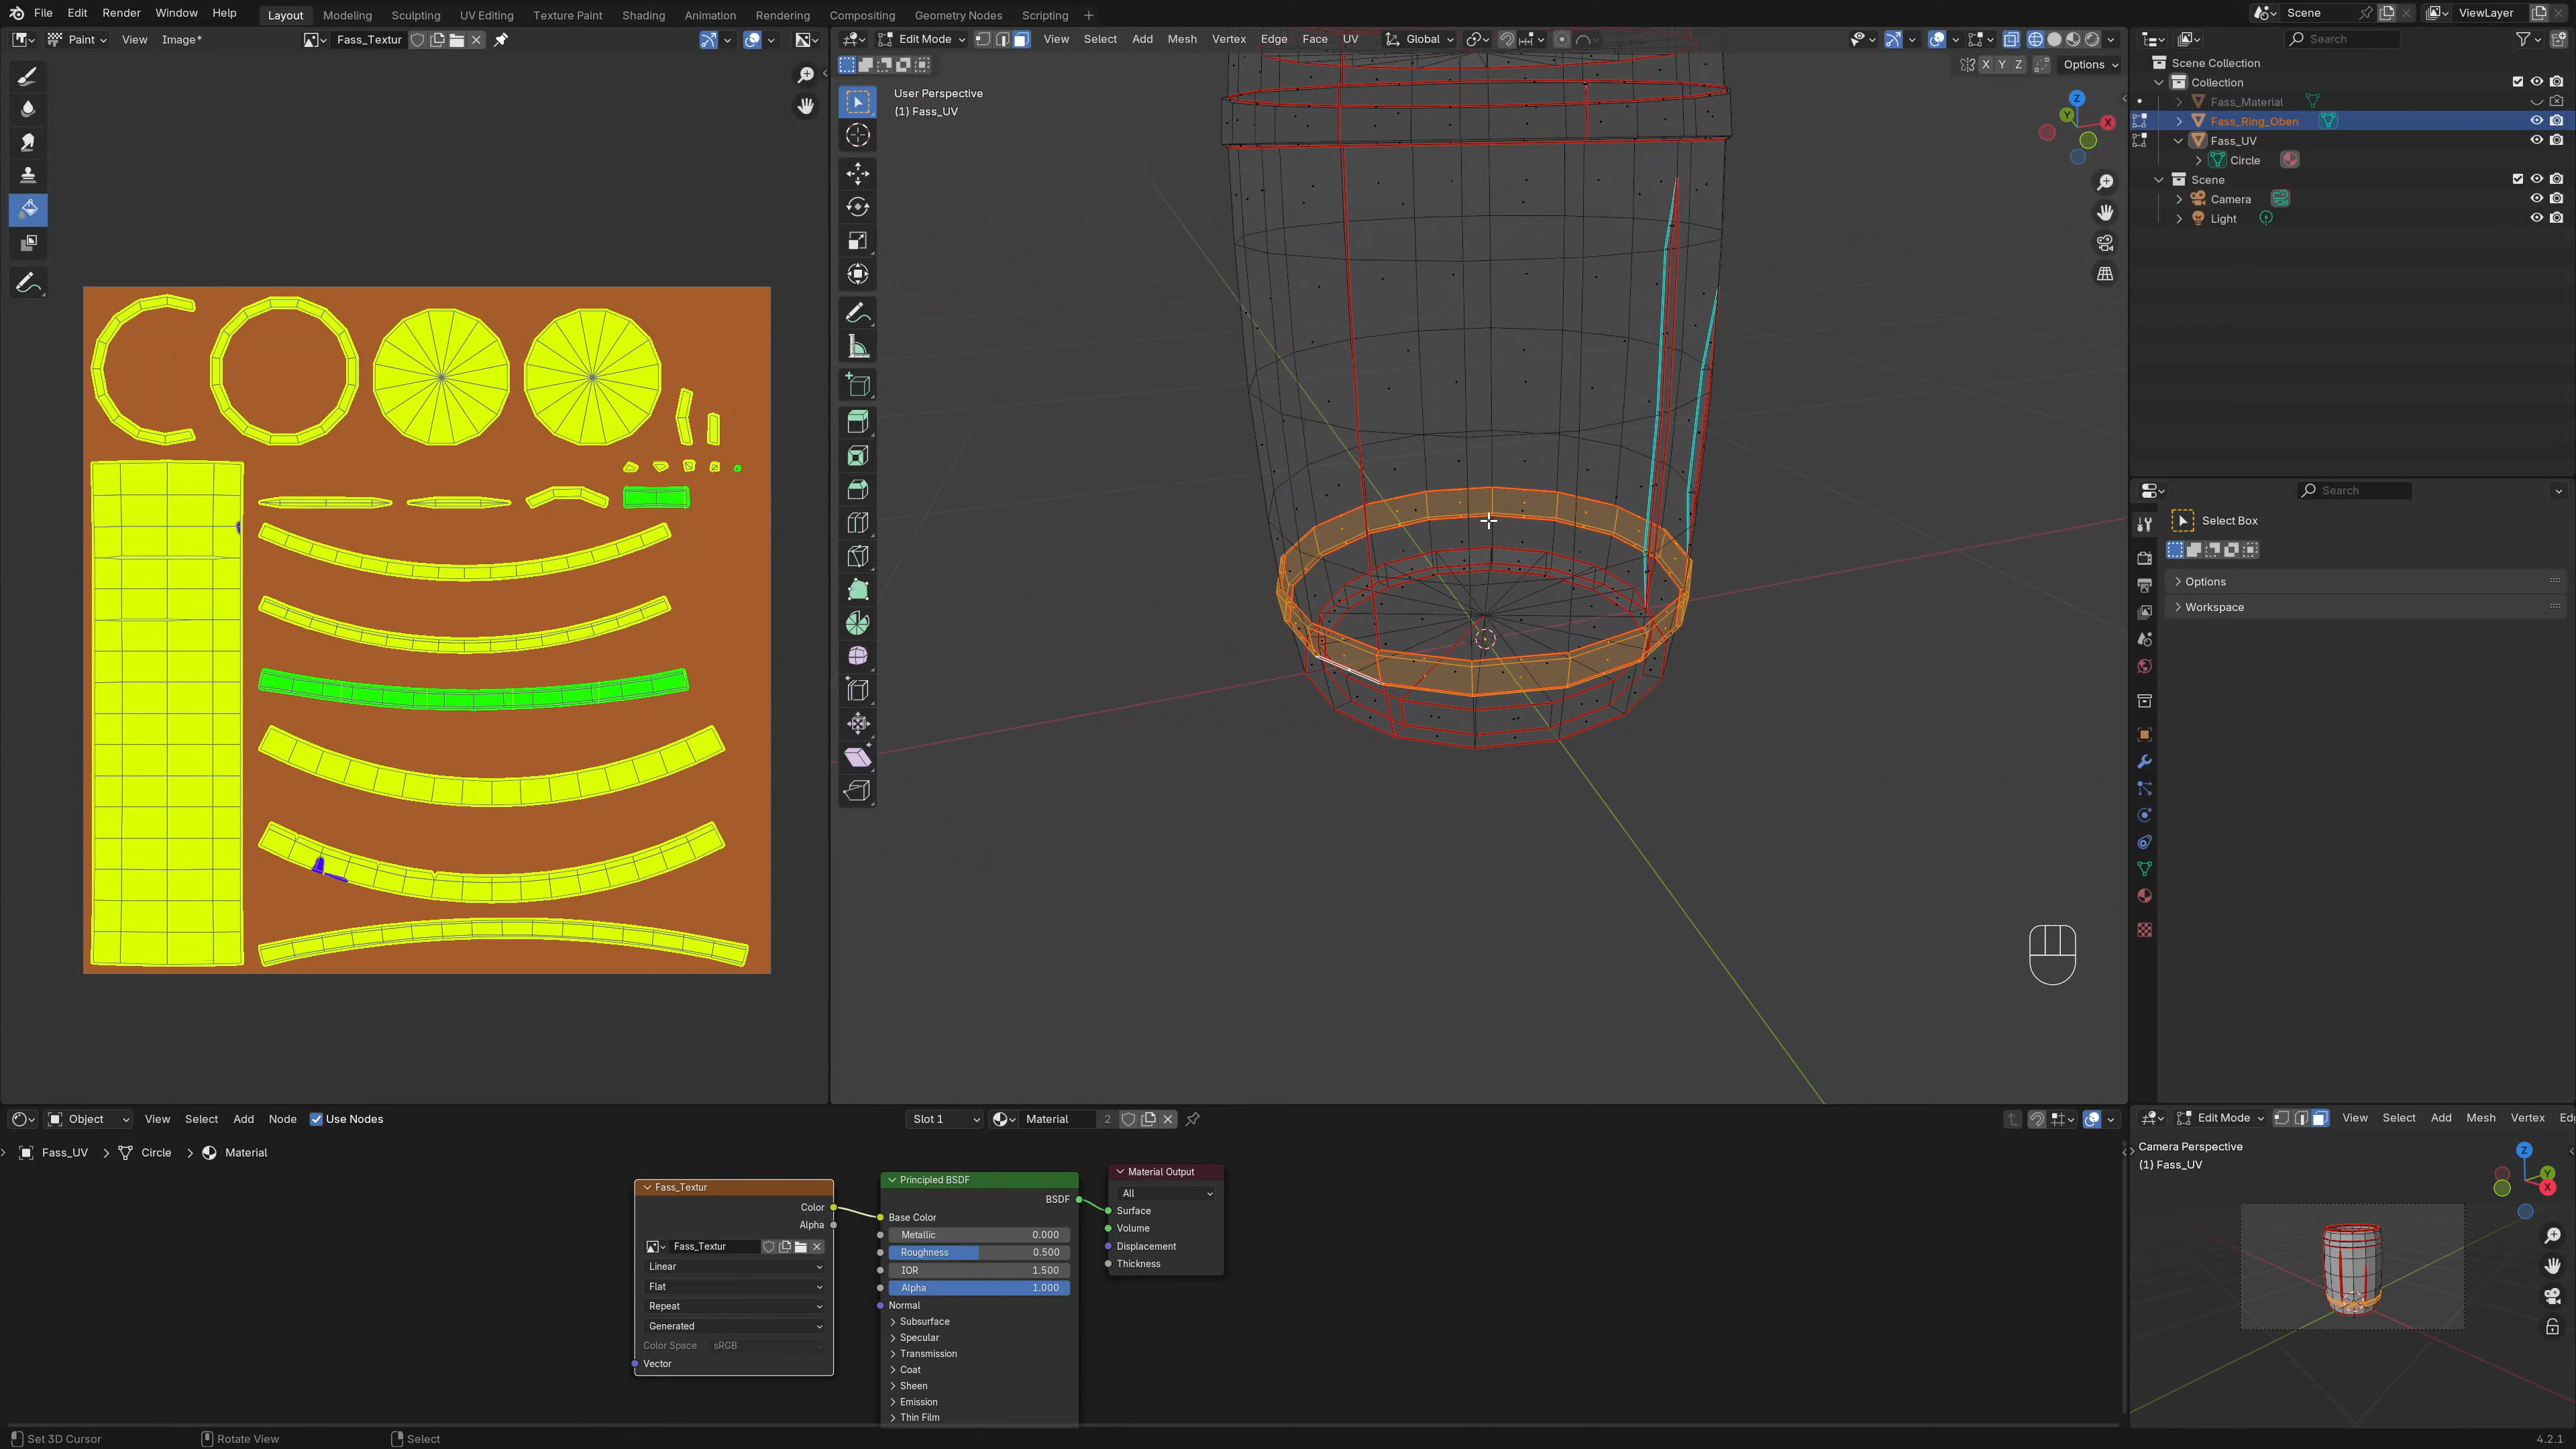 File Edit Render Window Help Layout Modeling Sculpting UV Editing Texture Paint Shading Animation Rendering Compositing Geometry Nodes Scripting Scene ViewLayer
Paint View Image* Fass_Textur
Edit Mode View Select Add Mesh Vertex Edge Face UV Global
X Y Z Options
User Perspective
(1) Fass_UV
Z
Y
X
Search
Scene Collection
Collection
Fass_Material
Fass_Ring_Oben
Fass_UV
Circle
Scene
Camera
Light
Search
Select Box
Options
Workspace
Object View Select Add Node Use Nodes Slot 1 Material 2
Fass_UV Circle Material
Fass_Textur
Color
Alpha
Fass_Textur
Linear
Flat
Repeat
Generated
Color Space sRGB
Vector
Principled BSDF
BSDF
Base Color
Metallic 0.000
Roughness 0.500
IOR 1.500
Alpha 1.000
Normal
Subsurface
Specular
Transmission
Coat
Sheen
Emission
Thin Film
Material Output
All
Surface
Volume
Displacement
Thickness
Edit Mode View Select Add Mesh Vertex Ed
Camera Perspective
(1) Fass_UV
Z
Y
X
Set 3D Cursor Rotate View Select 4.2.1